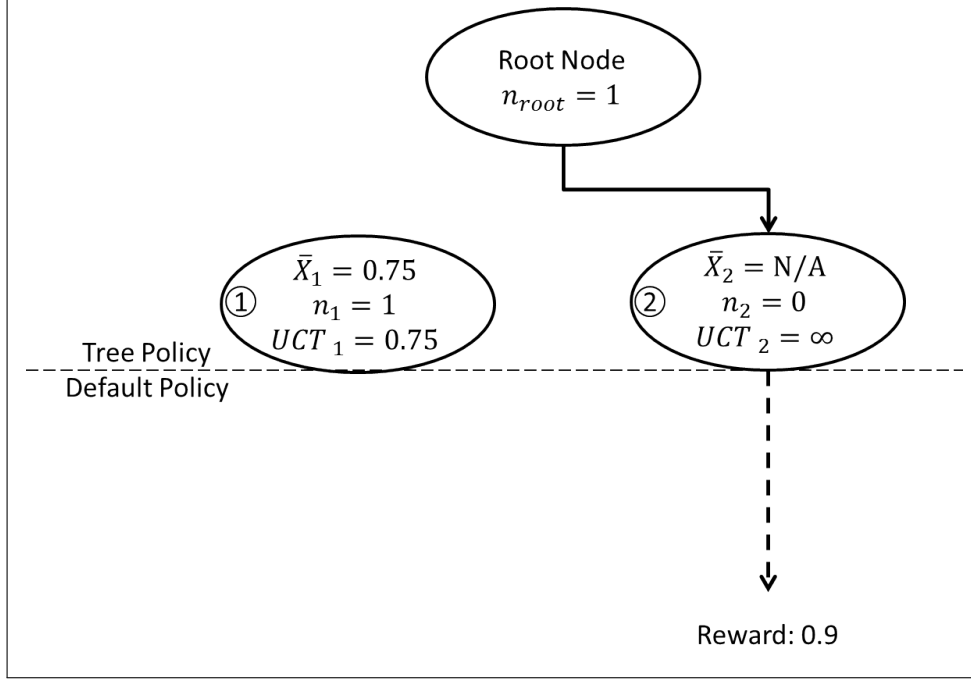 Root Node
n_root = 1
X̄_1 = 0.75
① n_1 = 1
UCT_1 = 0.75
X̄_2 = N/A
② n_2 = 0
UCT_2 = ∞
Tree Policy
Default Policy
Reward: 0.9